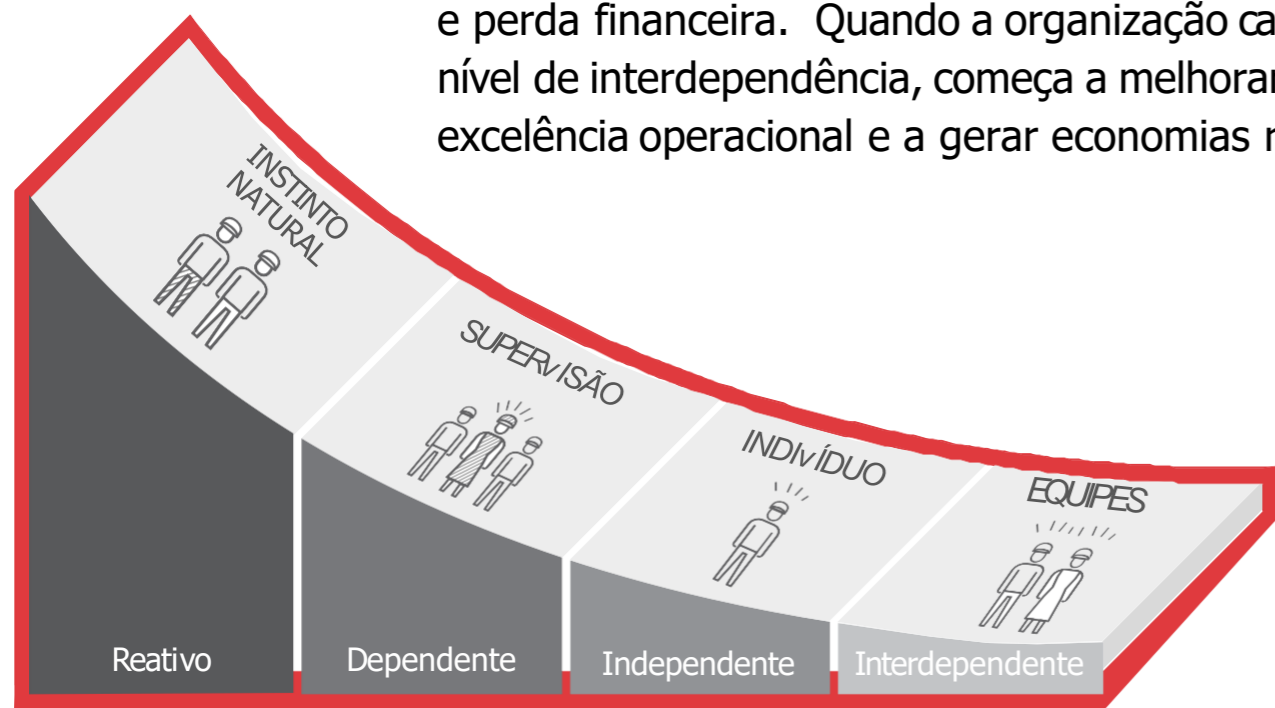 e perda financeira. Quando a organização ca
nível de interdependência, começa a melhorar
excelência operacional e a gerar economias r
INSTINTO
NATURAL
SUPERvISÃO
INDIvÍDUO
EQUIPES
Reativo
Dependente
Independente
Interdependente